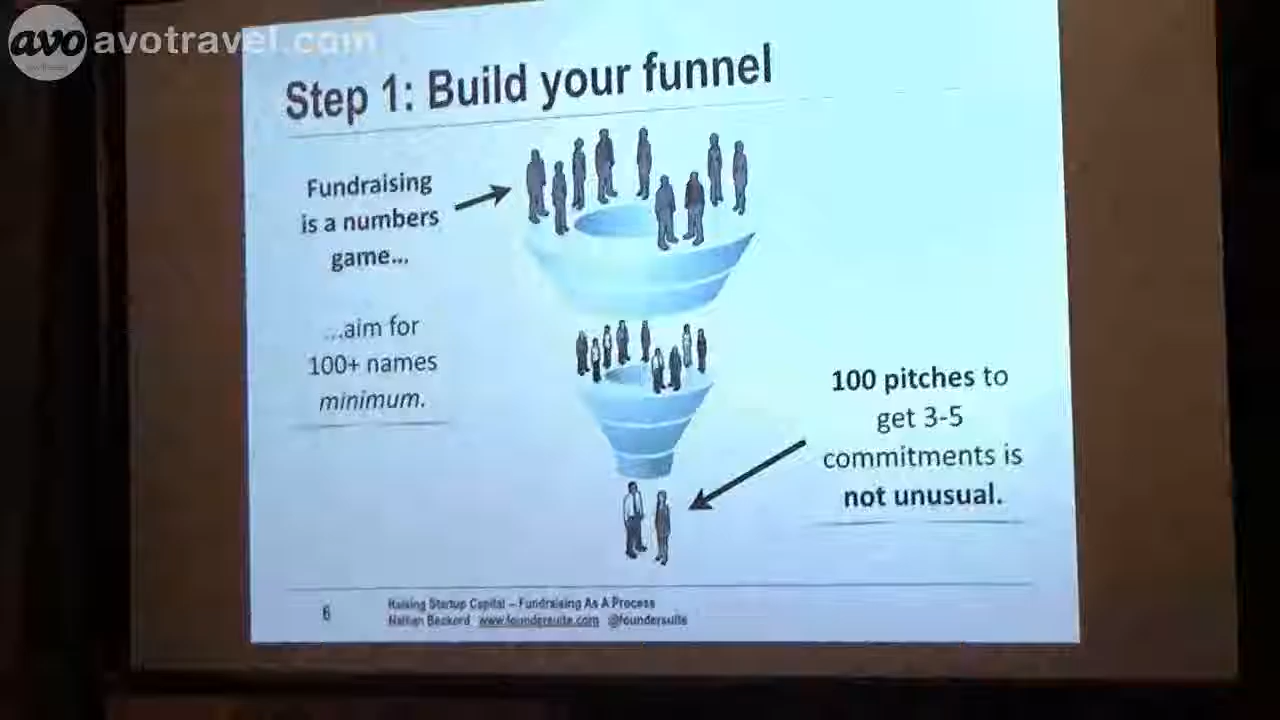 avo avotravel.com
Step 1: Build your funnel
Fundraising
is a numbers
game...
...aim for
100+ names
minimum.
100 pitches to
get 3-5
commitments is
not unusual.
6
Raising Startup Capital – Fundraising As A Process
Nathan Beckord www.foundersuite.com @foundersuite